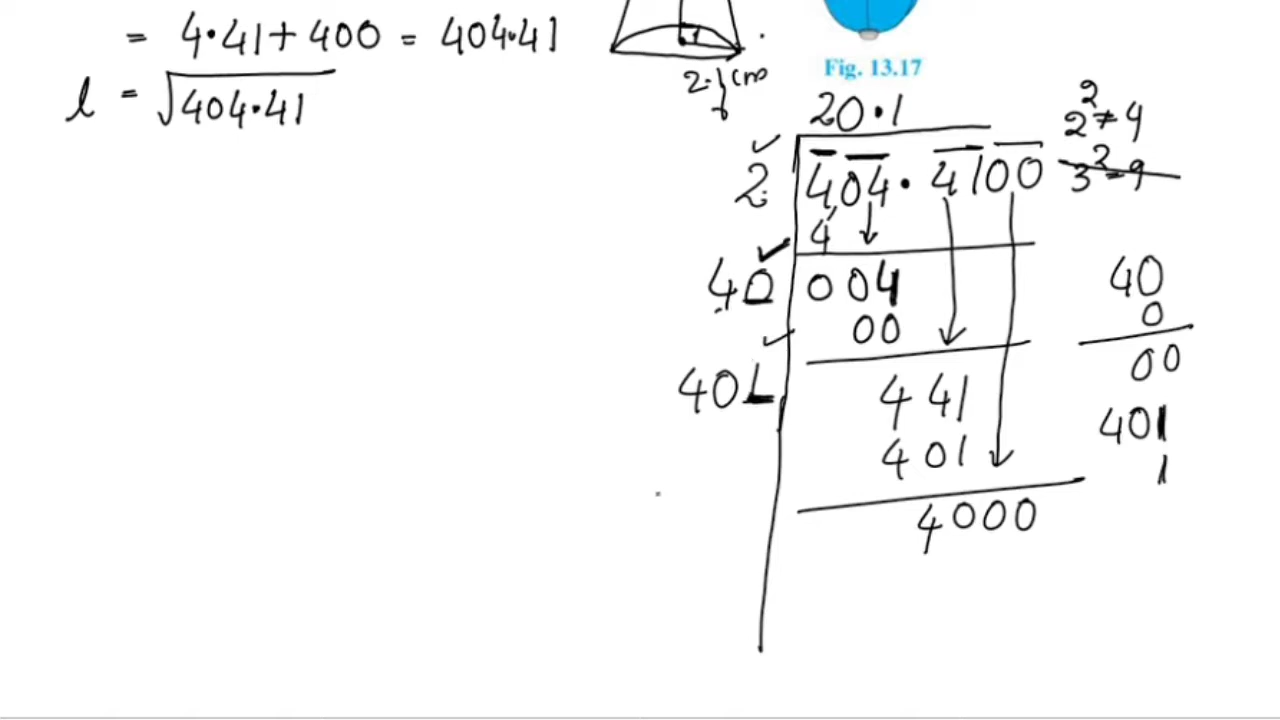 = 4·41 + 400 = 404·41
l = √404·41
2·1 cm
Fig. 13.17
20·1
2² = 4
3² = 9
2 404·4100
4
40 004
00
401 441
401
4000
40
0
00
401
1